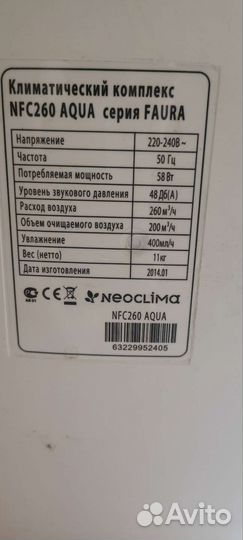 Климатический комплекс
NFC260 AQUA серия FAURA
Напряжение 220-240В~
Частота 50 Гц
Потребляемая мощность 58 Вт
Уровень звукового давления 48 Дб(А)
Расход воздуха 260 м³/ч
Объем очищаемого воздуха 200 м³/ч
Увлажнение 400мл/ч
Вес (нетто) 11кг
Дата изготовления 2014.01
CE NEOCLIMA
NFC260 AQUA
63229952405
Avito